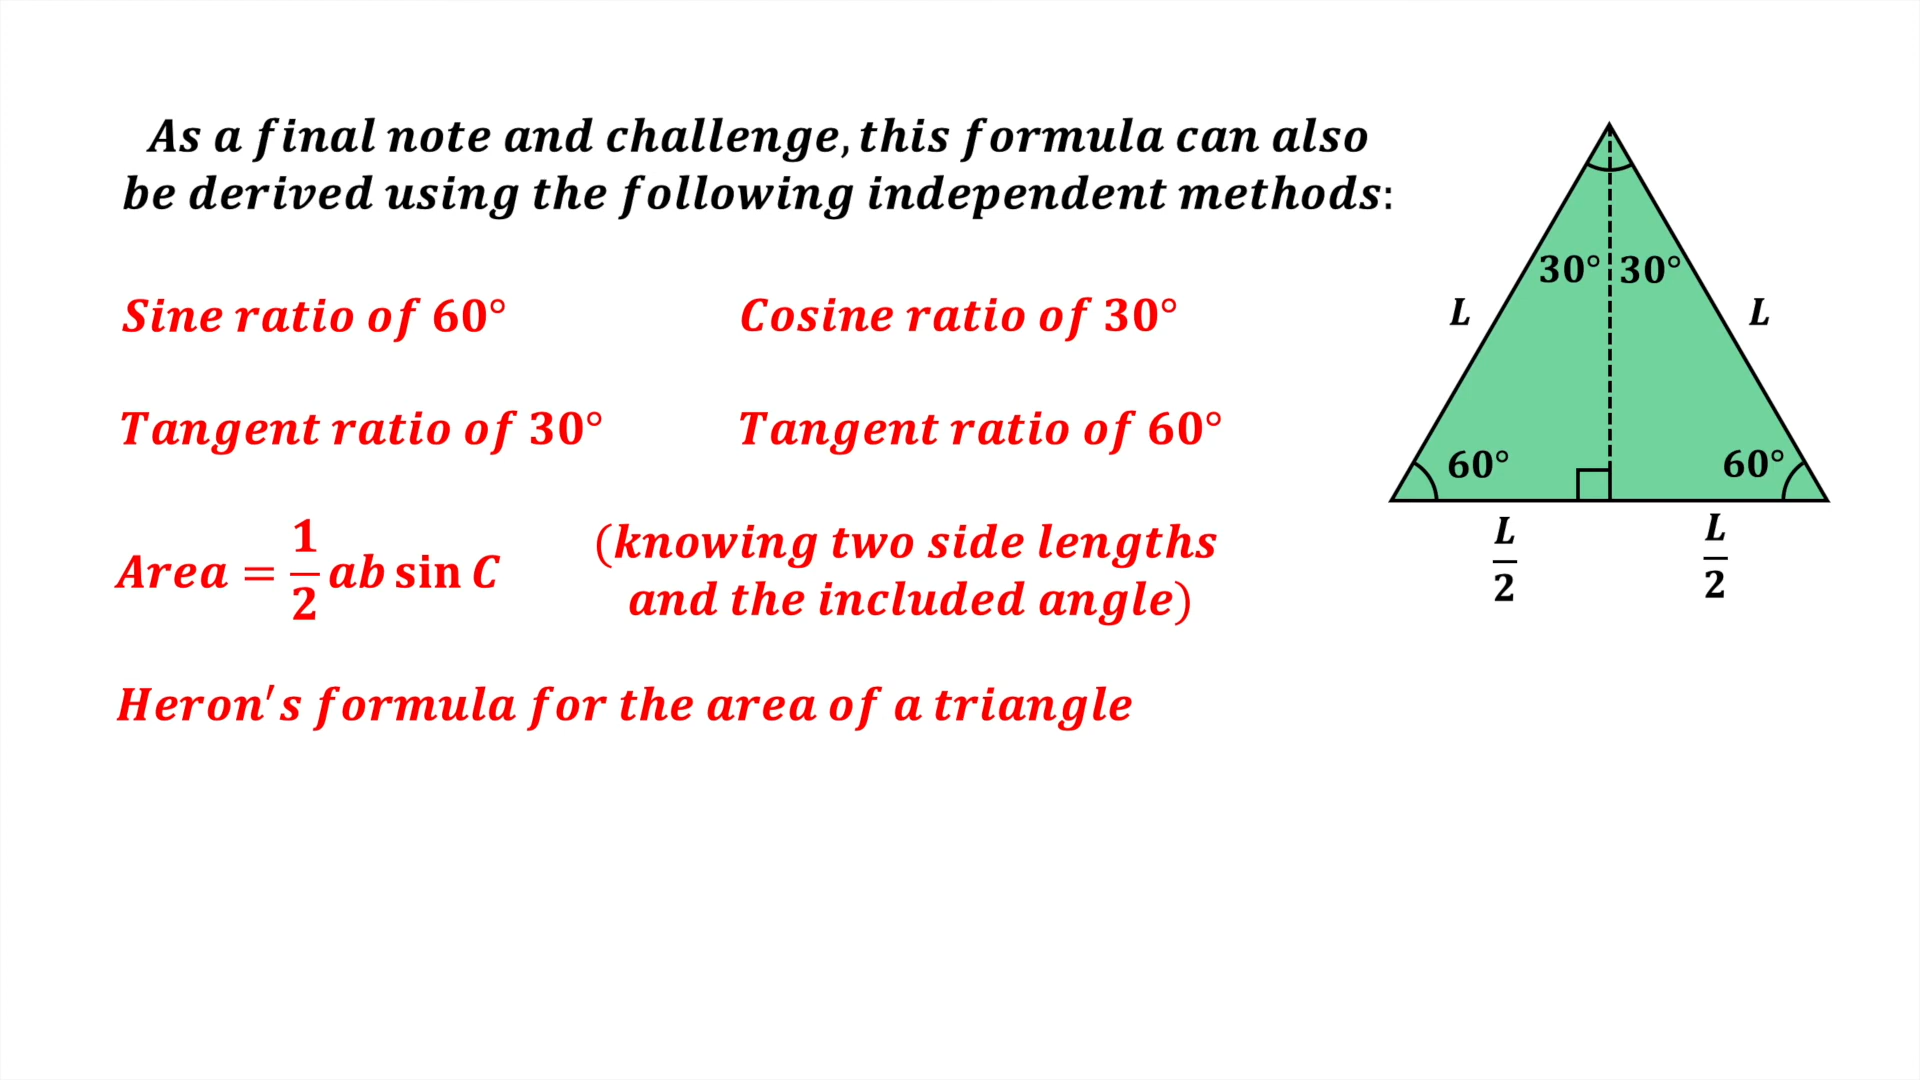 As a final note and challenge, this formula can also
be derived using the following independent methods:
Sine ratio of 60°
Cosine ratio of 30°
Tangent ratio of 30°
Tangent ratio of 60°
Area = 1/2 ab sin C
(knowing two side lengths
and the included angle)
Heron's formula for the area of a triangle
30° 30°
L
L
60°
60°
L/2
L/2